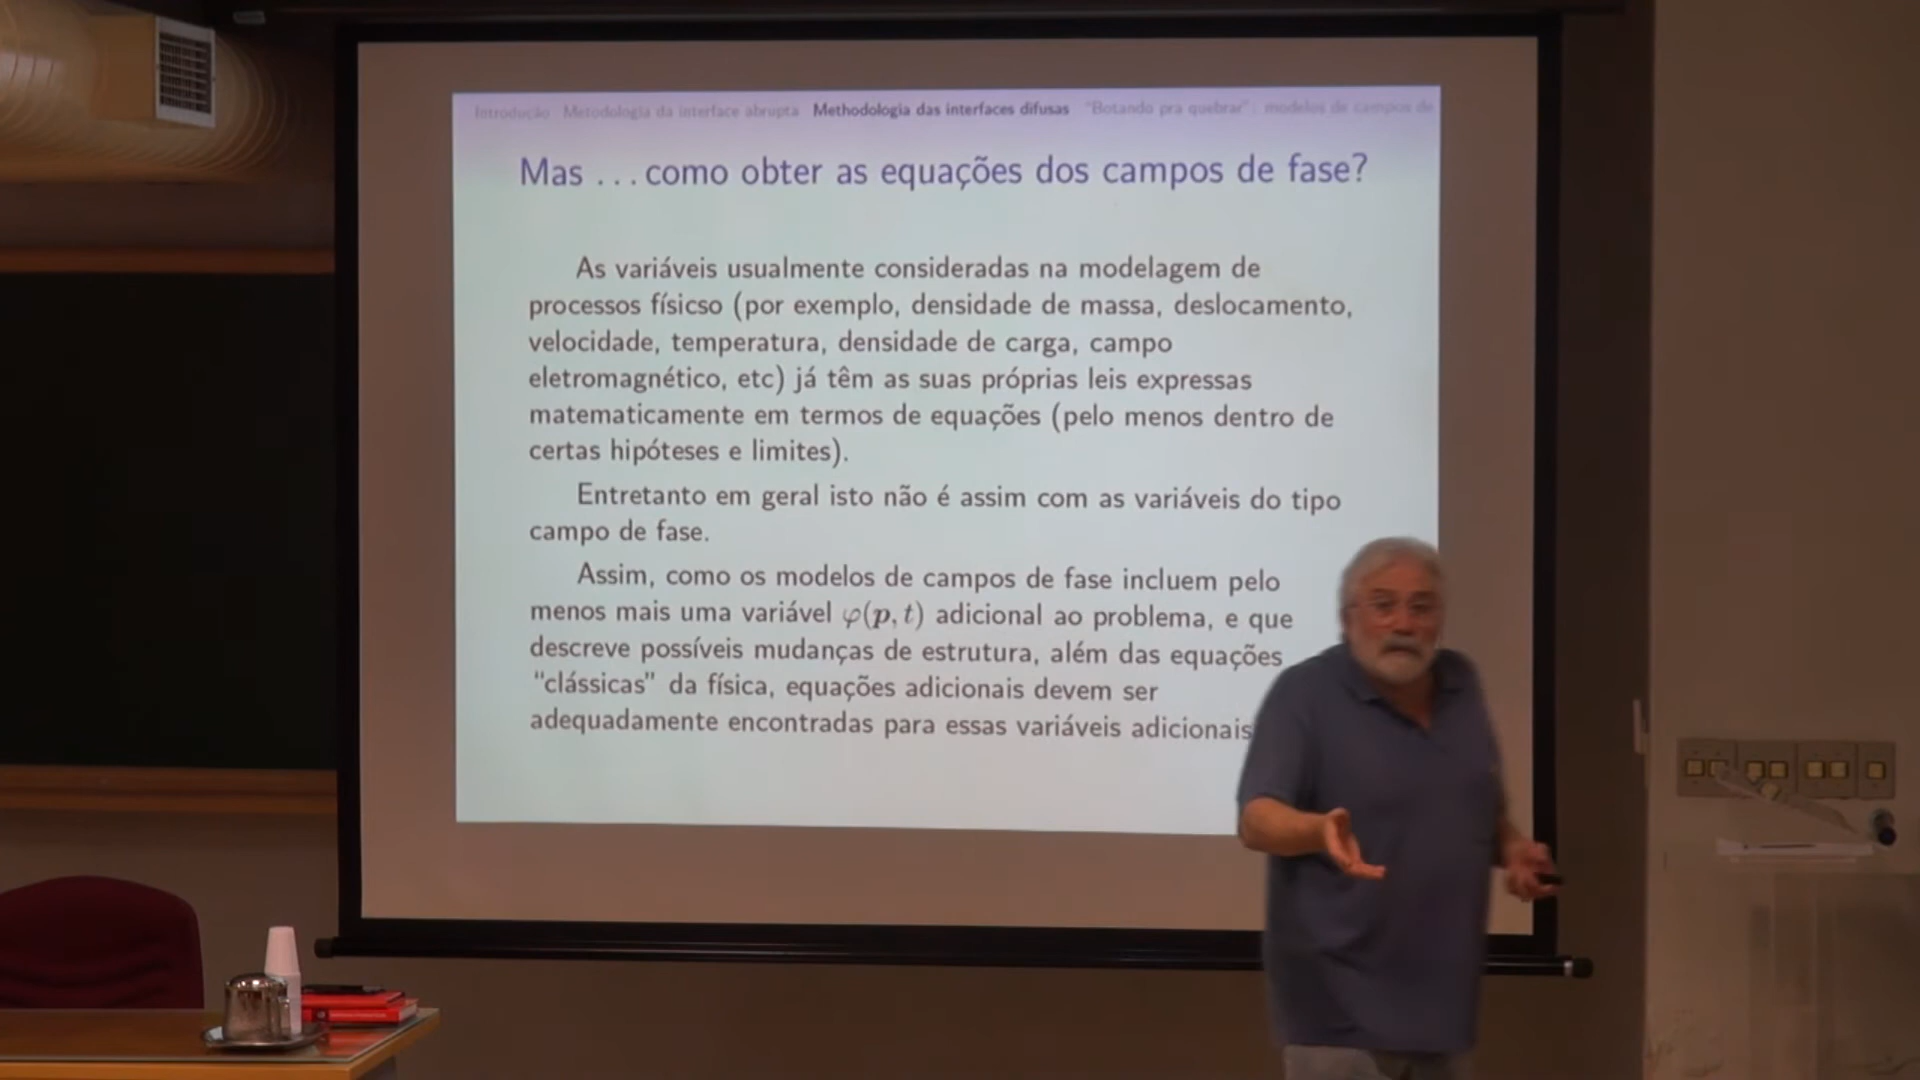 Introdução Metodologia da interface abrupta Methodologia das interfaces difusas "Botando pra quebrar": modelos de campos de
Mas ... como obter as equações dos campos de fase?
As variáveis usualmente consideradas na modelagem de
processos físicso (por exemplo, densidade de massa, deslocamento,
velocidade, temperatura, densidade de carga, campo
eletromagnético, etc) já têm as suas próprias leis expressas
matematicamente em termos de equações (pelo menos dentro de
certas hipóteses e limites).
Entretanto em geral isto não é assim com as variáveis do tipo
campo de fase.
Assim, como os modelos de campos de fase incluem pelo
menos mais uma variável φ(p, t) adicional ao problema, e que
descreve possíveis mudanças de estrutura, além das equações
"clássicas" da física, equações adicionais devem ser
adequadamente encontradas para essas variáveis adicionais